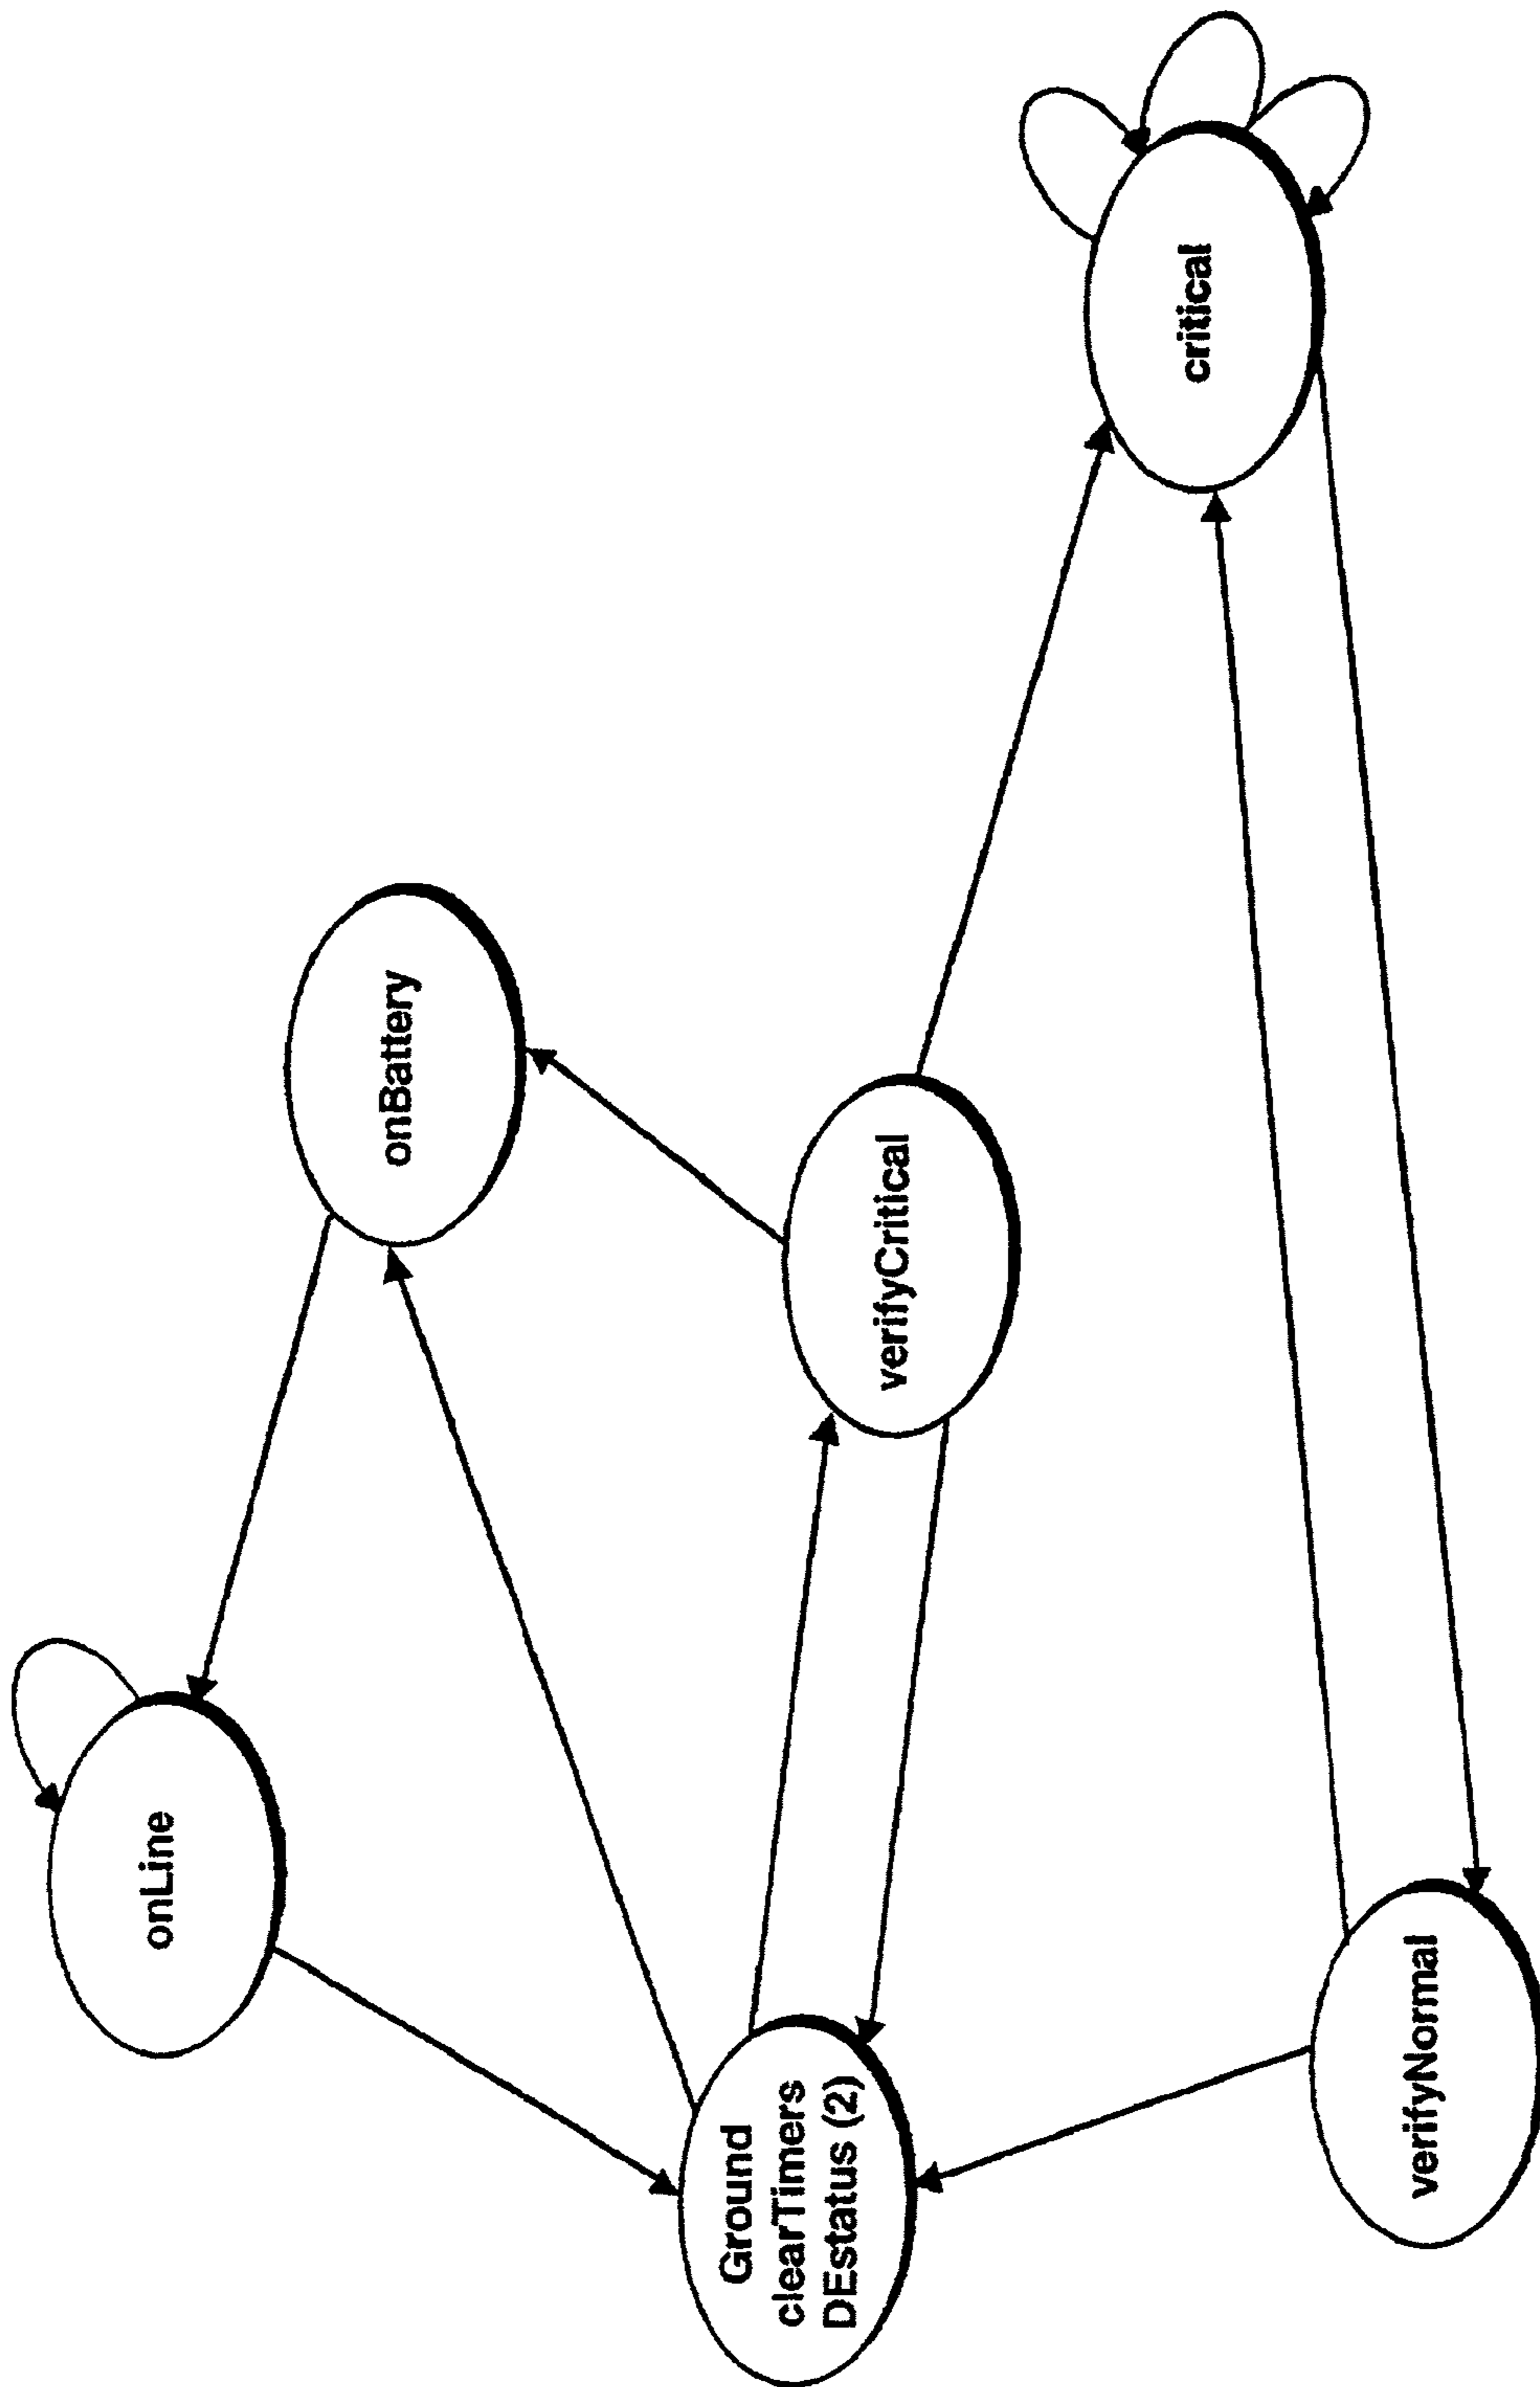 onLine
onBattery
Ground
clearTimers
DEstatus (2)
verifyCritical
critical
verifyNormal